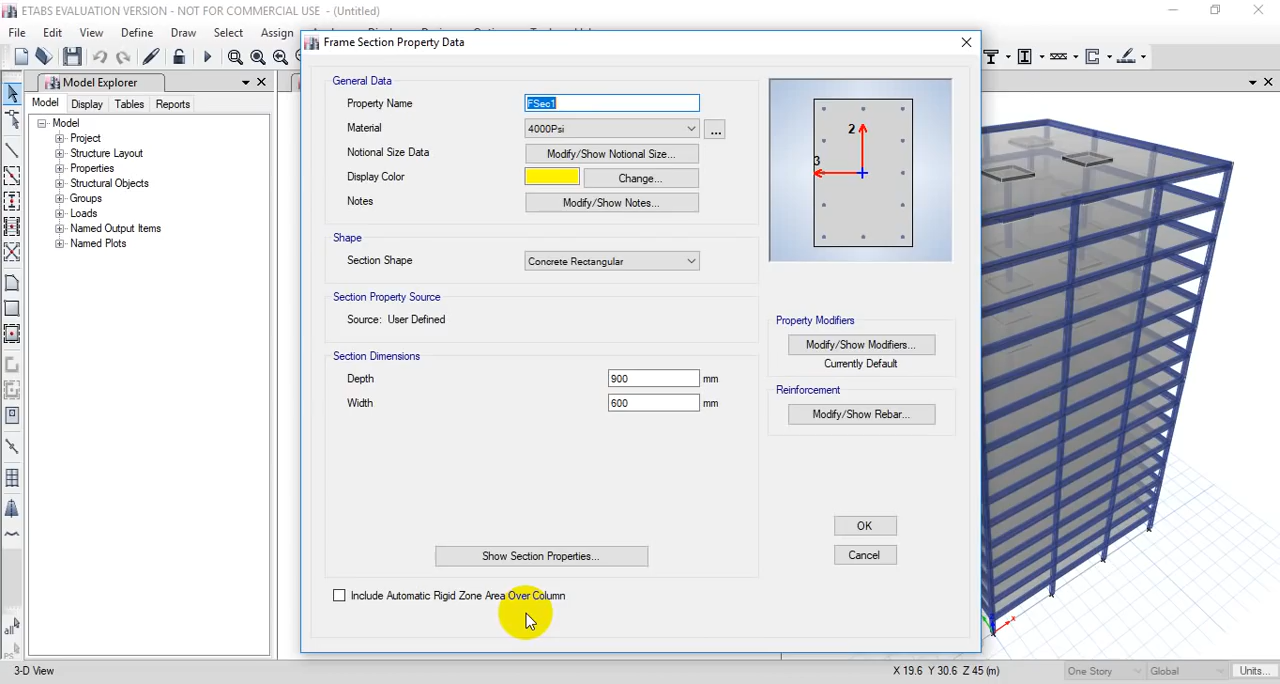 ETABS EVALUATION VERSION - NOT FOR COMMERCIAL USE - (Untitled)
File Edit View Define Draw Select Assign
Frame Section Property Data
Model Explorer
Model Display Tables Reports
Model
Project
Structure Layout
Properties
Structural Objects
Groups
Loads
Named Output Items
Named Plots
General Data
Property Name FSec1
Material 4000Psi ...
Notional Size Data Modify/Show Notional Size...
Display Color Change...
Notes Modify/Show Notes...
Shape
Section Shape Concrete Rectangular
Section Property Source
Source: User Defined
Section Dimensions
Depth 900 mm
Width 600 mm
Show Section Properties...
Include Automatic Rigid Zone Area Over Column
2
3
Property Modifiers
Modify/Show Modifiers...
Currently Default
Reinforcement
Modify/Show Rebar...
OK
Cancel
all
PS
3-D View X 19.6 Y 30.6 Z 45 (m) One Story Global Units...